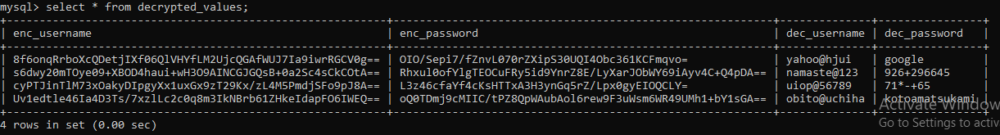 mysql> select * from decrypted_values;
| enc_username | enc_password | dec_username | dec_password |
| 8f6onqRrboXcQDetjIXf06QlVHYfLM2UjcQGAfWUJ7Ia9iwrRGCV0g== | OIO/Sepi7/fZnvL070rZXipS30UQI4Obc361KCFmqvo= | yahoo@hjui | google |
| s6dwy20mTOye09+XBOD4haui+wH3O9AINCGJGQsB+0a2Sc4sCkCOtA== | Rhxul0ofYlgTEOCuFRy5id9YnrZ8E/LyXarJObWY69iAyv4C+Q4pDA== | namaste@123 | 926+296645 |
| cyPTJinTlM73xOakyDIpgyXx1uxGx9zT29Kx/zL4M5PmdjSFo9pJ8A== | L3z46cfaYf4cKsHTTxA3H3ynGq5rZ/Lpx0gyEIOQCLY= | uiop@56789 | 71*-+65 |
| Uv1edtle46Ia4D3Ts/7xzlLc2c0q8m3IkNBrb61ZHkeIdapFO6IWEQ== | oQ0TDmj9cMIIC/tPZ8QpWAubAol6rew9F3uWsm6WR49UMh1+bY1sGA== | obito@uchiha | kotoamatsukami |
4 rows in set (0.00 sec)
Activate Window
Go to Settings to activ